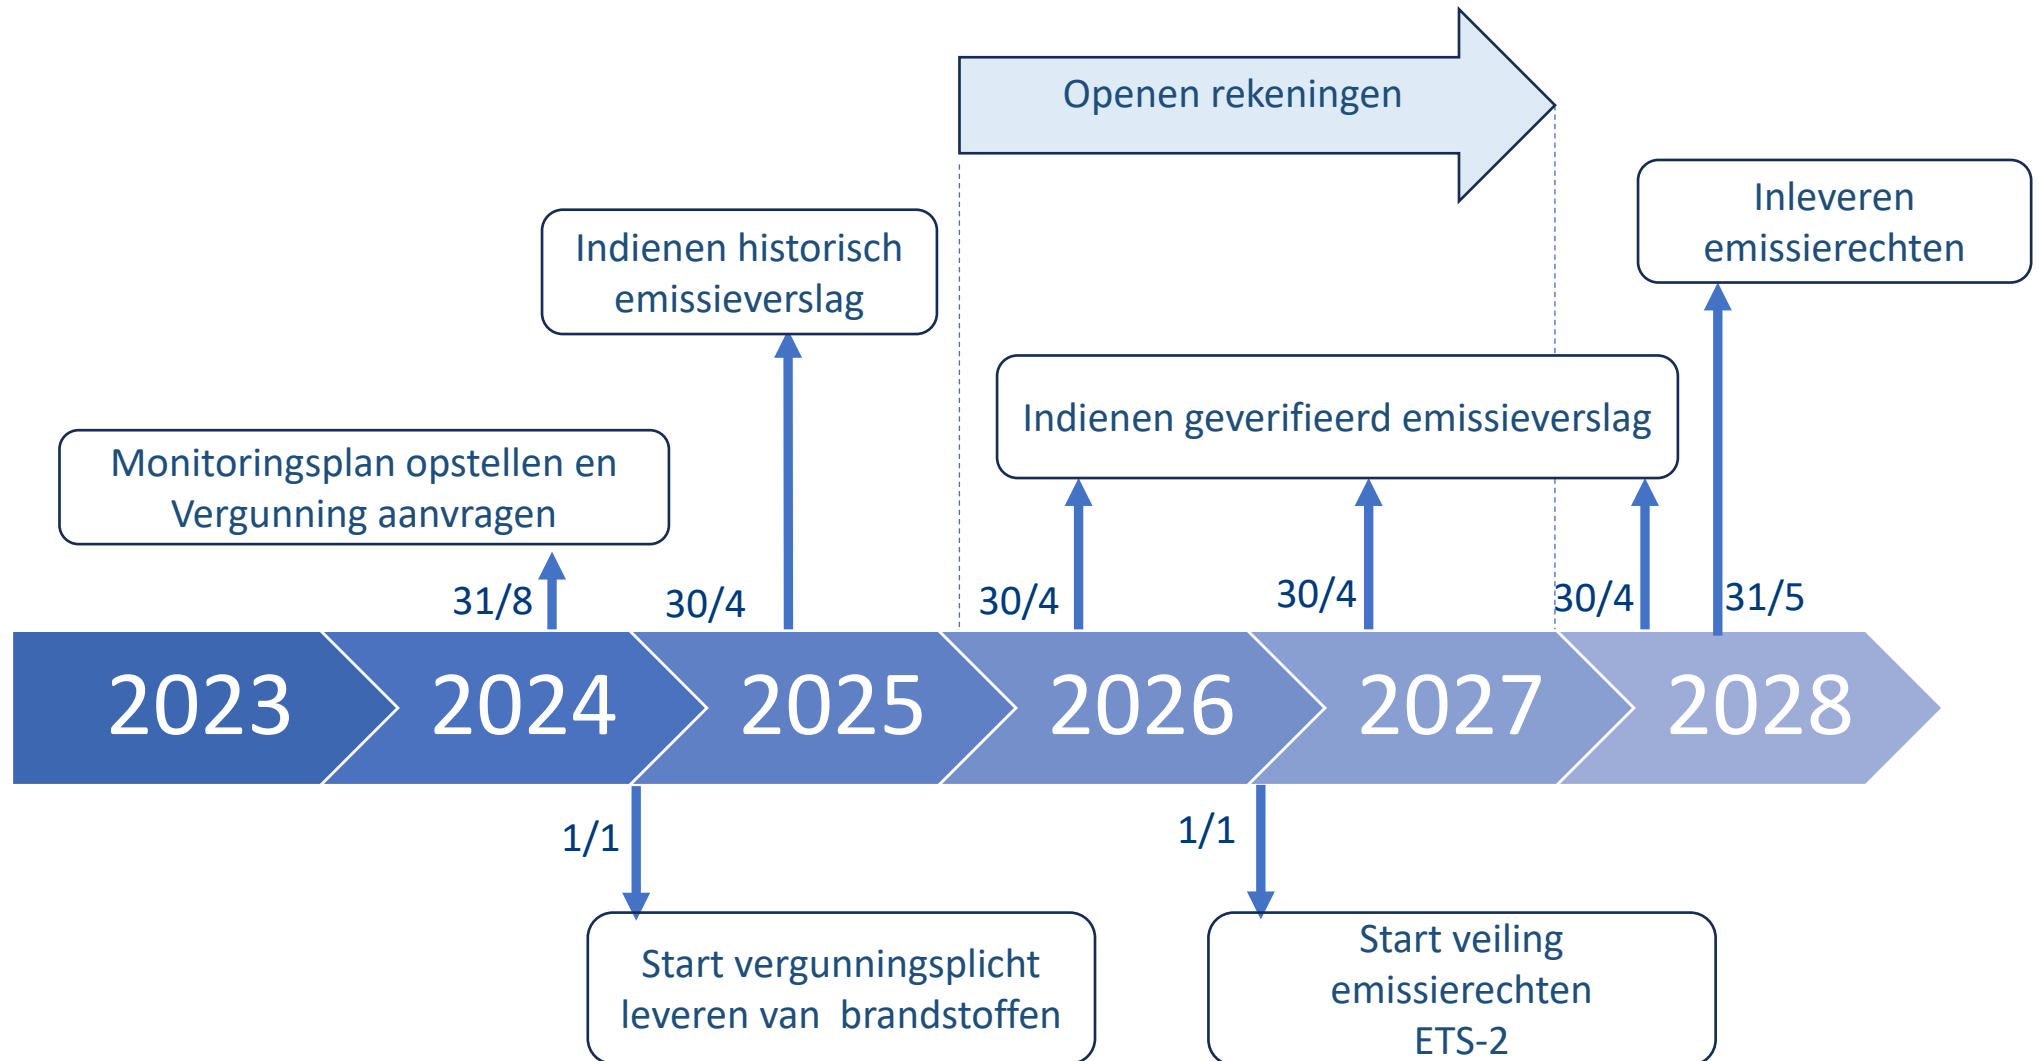 Openen rekeningen
Inleveren
emissierechten
Indienen historisch
emissieverslag
Indienen geverifieerd emissieverslag
Monitoringsplan opstellen en
Vergunning aanvragen
31/8
30/4
30/4
30/4
30/4
31/5
2023
2024
2025
2026
2027
2028
1/1
1/1
Start vergunningsplicht
leveren van brandstoffen
Start veiling
emissierechten
ETS-2